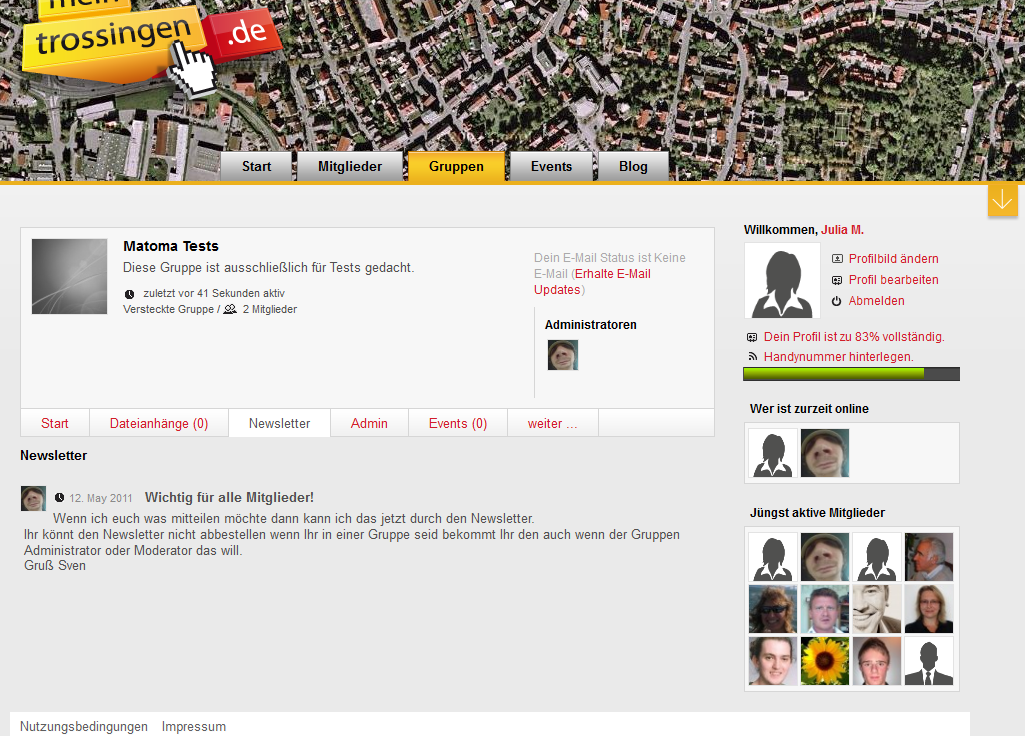 mein
trossingen .de
Start Mitglieder Gruppen Events Blog
Matoma Tests
Diese Gruppe ist ausschließlich für Tests gedacht.
zuletzt vor 41 Sekunden aktiv
Versteckte Gruppe / 2 Mitglieder
Dein E-Mail Status ist Keine
E-Mail (Erhalte E-Mail
Updates)
Administratoren
Start Dateianhänge (0) Newsletter Admin Events (0) weiter ...
Newsletter
12. May 2011 Wichtig für alle Mitglieder!
Wenn ich euch was mitteilen möchte dann kann ich das jetzt durch den Newsletter.
Ihr könnt den Newsletter nicht abbestellen wenn Ihr in einer Gruppe seid bekommt Ihr den auch wenn der Gruppen
Administrator oder Moderator das will.
Gruß Sven
Willkommen, Julia M.
Profilbild ändern
Profil bearbeiten
Abmelden
Dein Profil ist zu 83% vollständig.
Handynummer hinterlegen.
Wer ist zurzeit online
Jüngst aktive Mitglieder
Nutzungsbedingungen Impressum